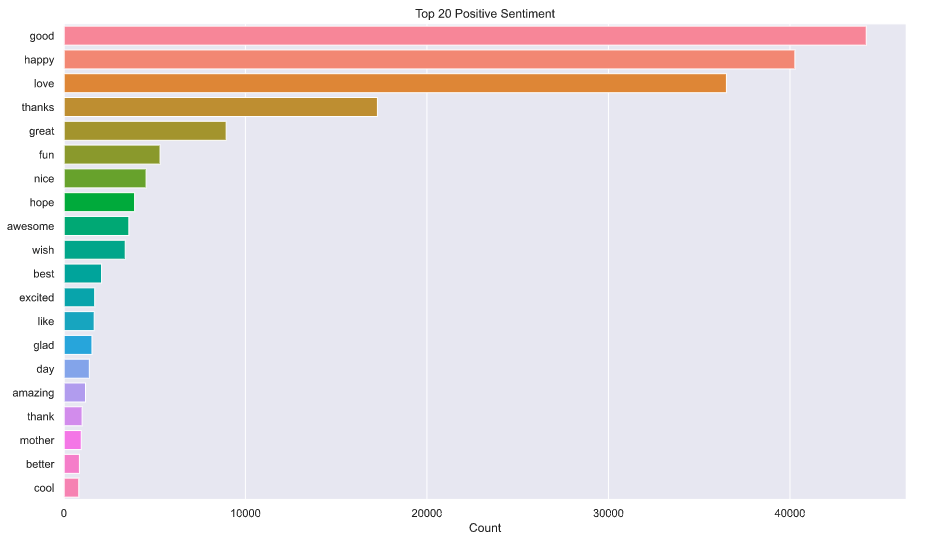 Top 20 Positive Sentiment
good
happy
love
thanks
great
fun
nice
hope
awesome
wish
best
excited
like
glad
day
amazing
thank
mother
better
cool
0 10000 20000 30000 40000
Count